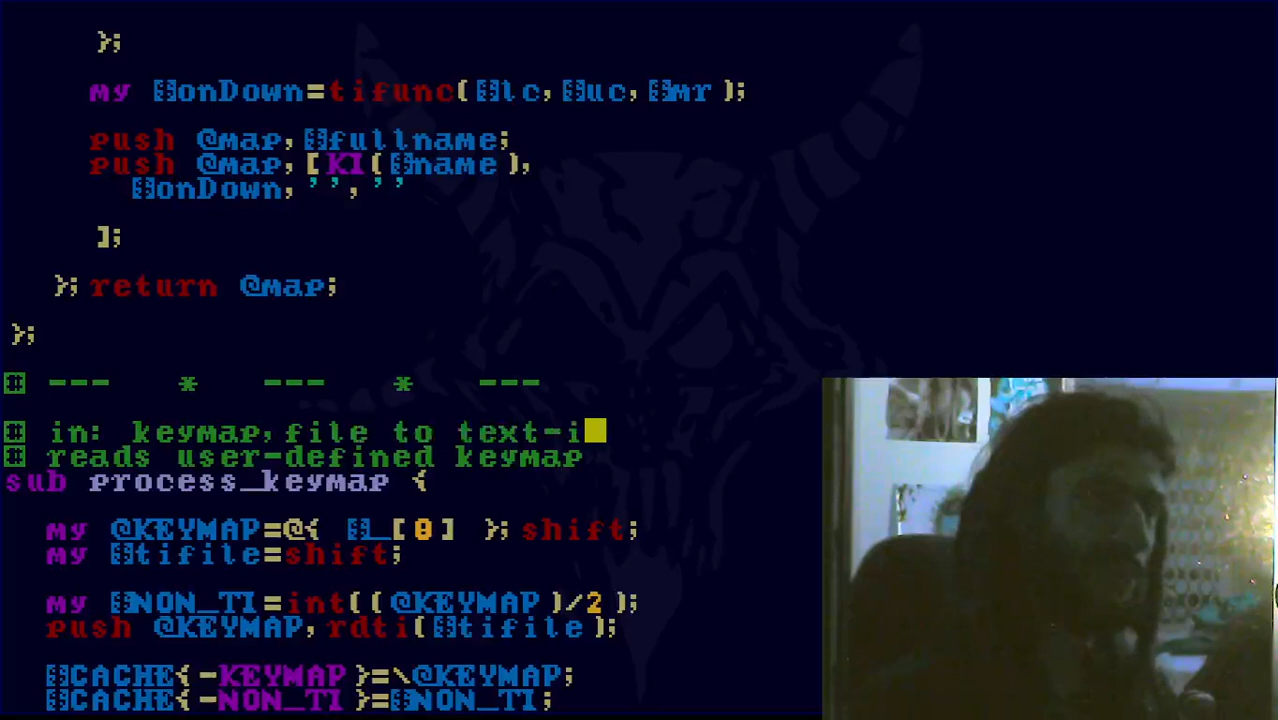 };
my $onDown=tifunc($lc,$uc,$mr);
push @map,$fullname;
push @map,[KI($name),
$onDown,'',''
];
}; return @map;
};
# --- * --- * ---
# in: keymap,file to text-i
# reads user-defined keymap
sub process_keymap {
my @KEYMAP=@{ $_[0] }; shift;
my $tifile=shift;
my $NON_TI=int((@KEYMAP)/2);
push @KEYMAP,rdti($tifile);
$CACHE{-KEYMAP}=\@KEYMAP;
$CACHE{-NON_TI}=$NON_TI;